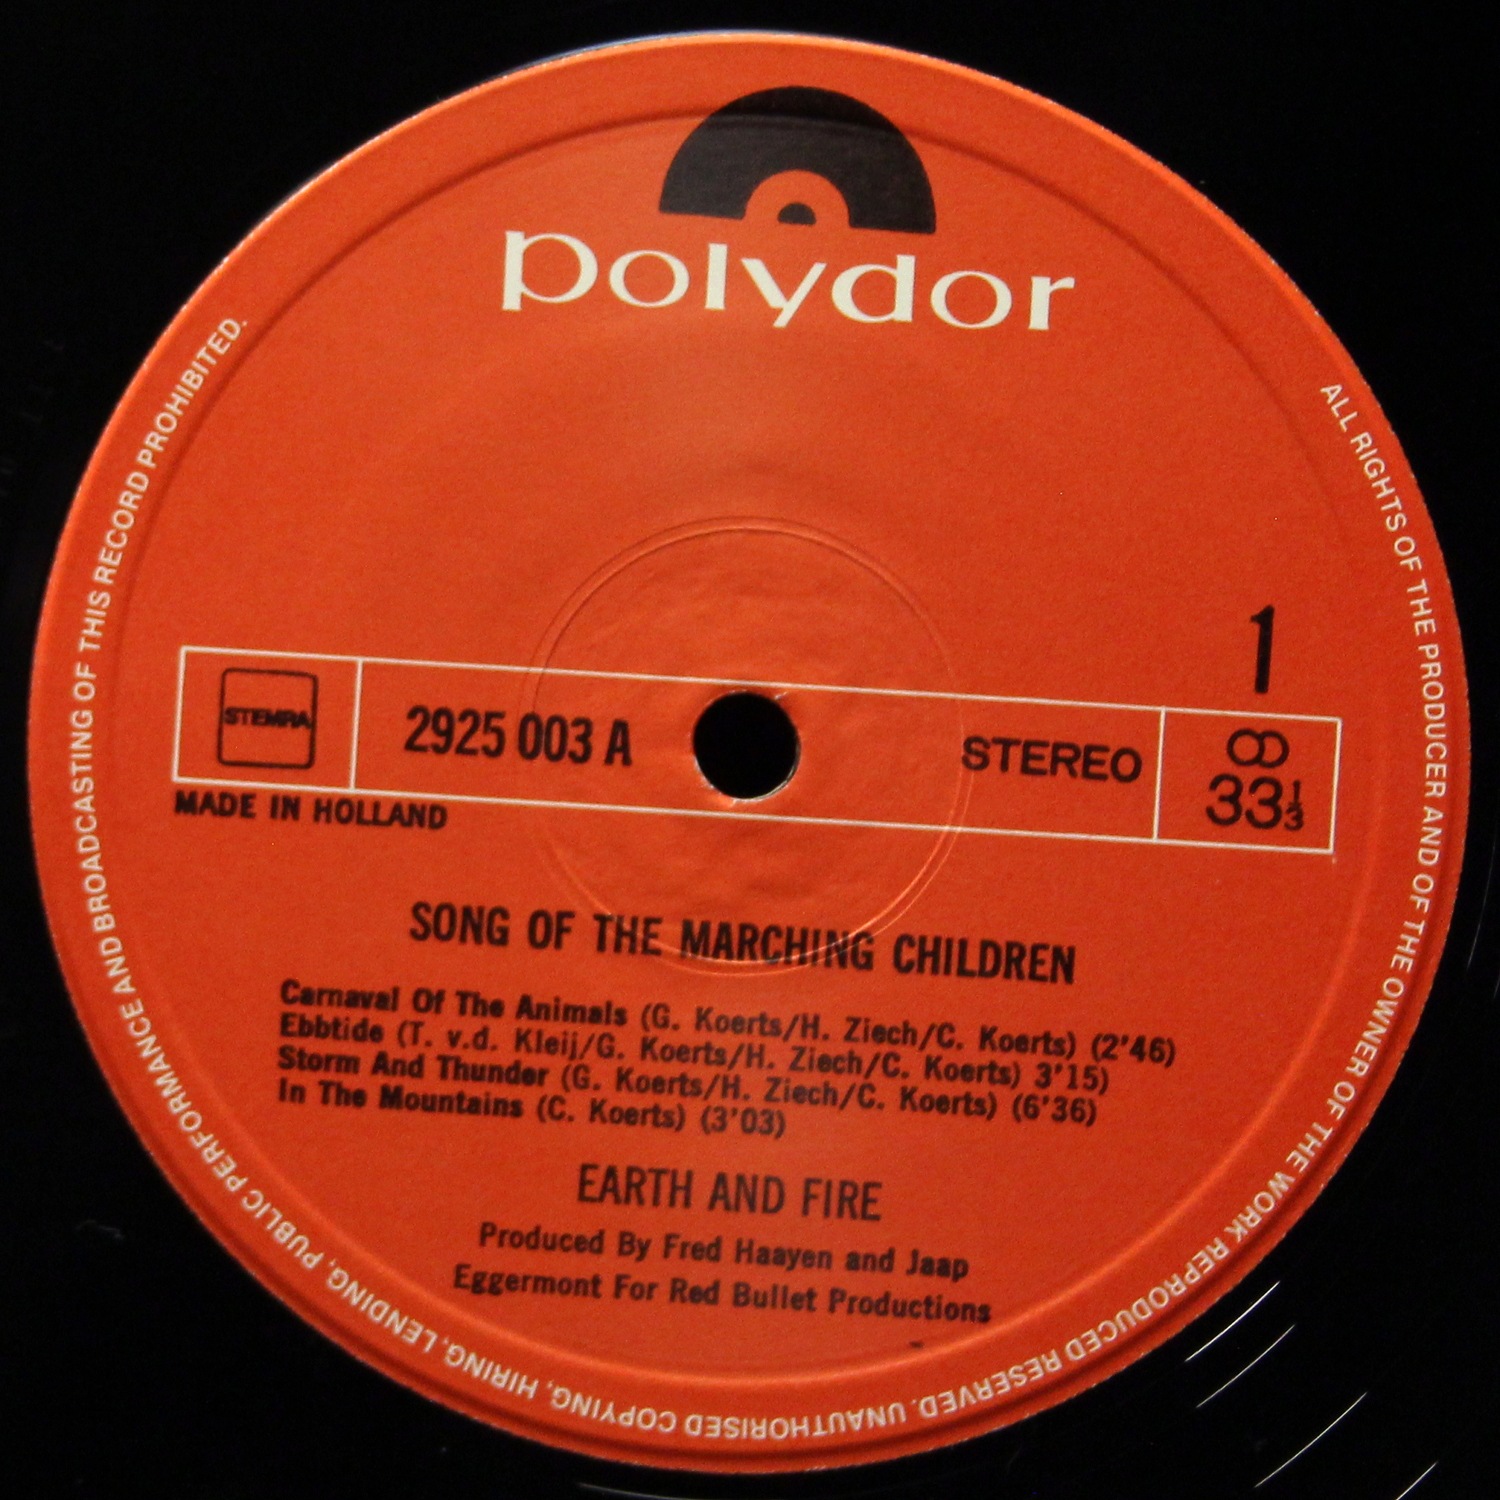 polydor
1
STEMRA
2925 003 A
STEREO
∞
33 1/3
MADE IN HOLLAND
SONG OF THE MARCHING CHILDREN
Carnaval Of The Animals (G. Koerts/H. Ziech/C. Koerts) (2'46)
Ebbtide (T. v.d. Kleij/G. Koerts/H. Ziech/C. Koerts) 3'15)
Storm And Thunder (G. Koerts/H. Ziech/C. Koerts) (6'36)
In The Mountains (C. Koerts) (3'03)
EARTH AND FIRE
Produced By Fred Haayen and Jaap
Eggermont For Red Bullet Productions
ALL RIGHTS OF THE PRODUCER AND OF THE OWNER OF THE WORK REPRODUCED RESERVED. UNAUTHORISED COPYING, HIRING, LENDING, PUBLIC PERFORMANCE AND BROADCASTING OF THIS RECORD PROHIBITED.